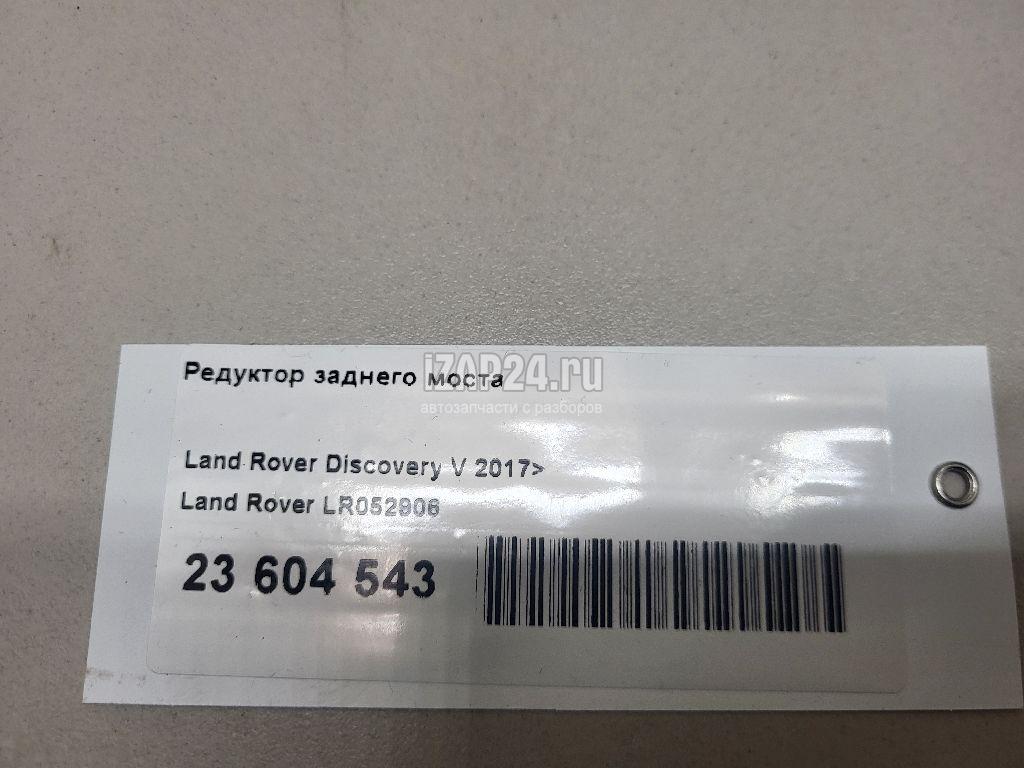 Редуктор заднего моста
iZAP24.ru
автозапчасти с разборов
Land Rover Discovery V 2017>
Land Rover LR052906
23 604 543